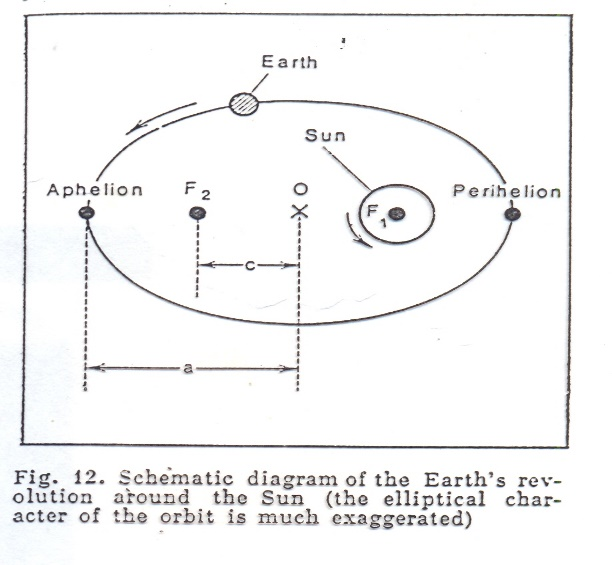 Earth
Sun
Aphelion
F2
O
F1
Perihelion
c
a
Fig. 12. Schematic diagram of the Earth's rev-
olution around the Sun (the elliptical char-
acter of the orbit is much exaggerated)